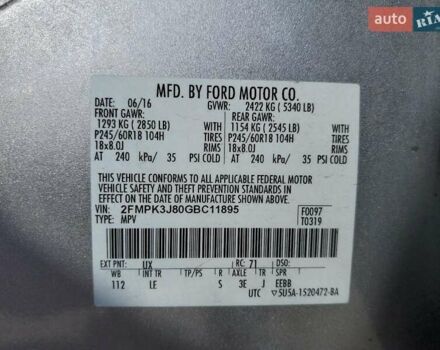 auto RIA
MFD. BY FORD MOTOR CO.
DATE: 06/16 GVWR: 2422 KG ( 5340 LB)
FRONT GAWR: REAR GAWR:
1293 KG ( 2850 LB) 1154 KG ( 2545 LB)
P245/60R18 104H TIRES P245/60R18 104H TIRES
18x8.0J RIMS 18x8.0J RIMS
AT 240 kPa/ 35 PSI COLD AT 240 kPa/ 35 PSI COLD
THIS VEHICLE CONFORMS TO ALL APPLICABLE FEDERAL MOTOR
VEHICLE SAFETY AND THEFT PREVENTION STANDARDS IN
EFFECT ON THE DATE OF MANUFACTURE SHOWN ABOVE.
VIN: 2FMPK3J80GBC11895 F0097
TYPE: MPV T0319
EXT PNT: UX RC: 71 DSO:
WB INT TR TP/PS R AXLE TR SPR
112 LE S 3E J EEBB
UTC ▽5U5A-1520472-BA